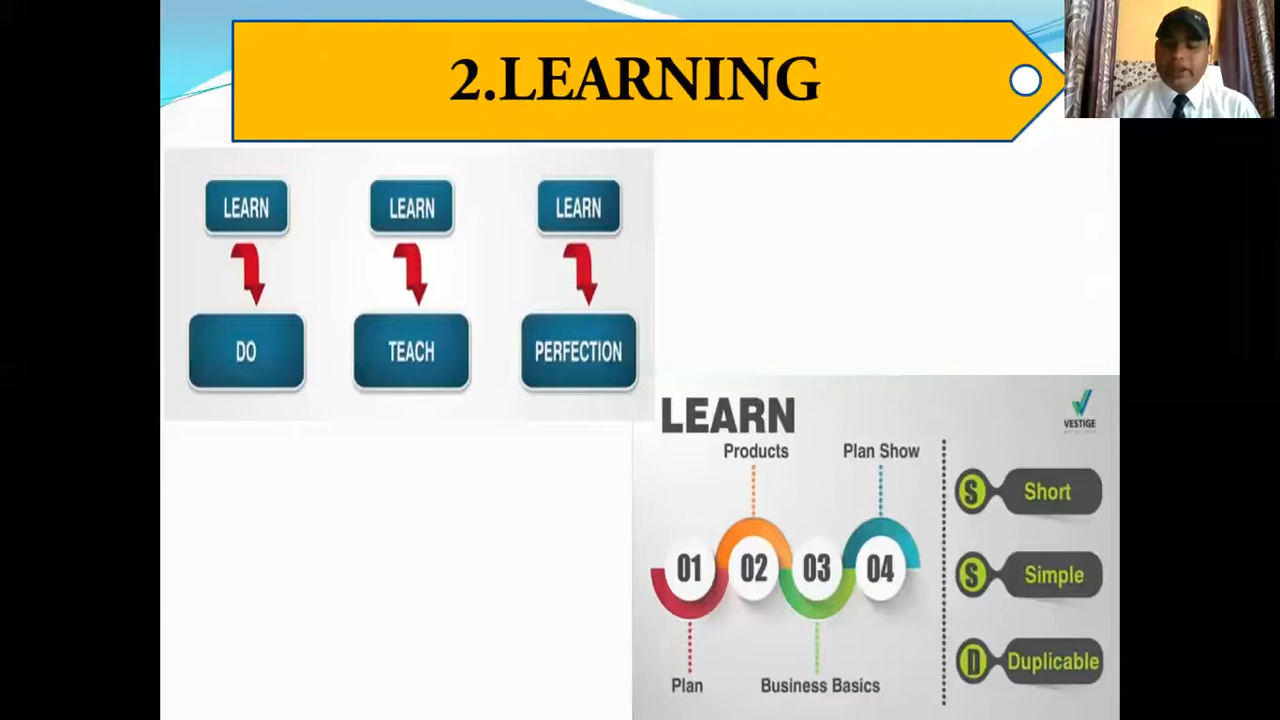 2.LEARNING
LEARN
LEARN
LEARN
DO
TEACH
PERFECTION
LEARN
VESTIGE
Products
Plan Show
01
02
03
04
Plan
Business Basics
S Short
S Simple
D Duplicable